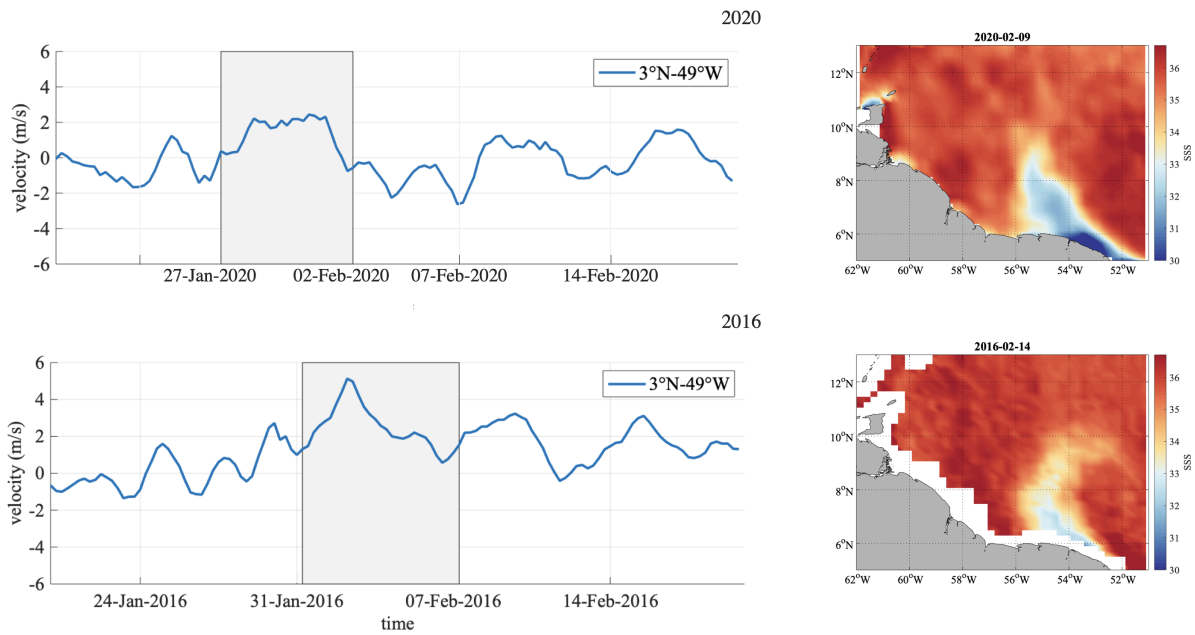 2020
6
4
2
0
-2
-4
-6
velocity (m/s)
3°N-49°W
27-Jan-2020 02-Feb-2020 07-Feb-2020 14-Feb-2020
2020-02-09
12°N
10°N
8°N
6°N
62°W 60°W 58°W 56°W 54°W 52°W
36
35
34
33
32
31
30
SSS
2016
6
4
2
0
-2
-4
-6
velocity (m/s)
3°N-49°W
24-Jan-2016 31-Jan-2016 07-Feb-2016 14-Feb-2016
time
2016-02-14
12°N
10°N
8°N
6°N
62°W 60°W 58°W 56°W 54°W 52°W
36
35
34
33
32
31
30
SSS